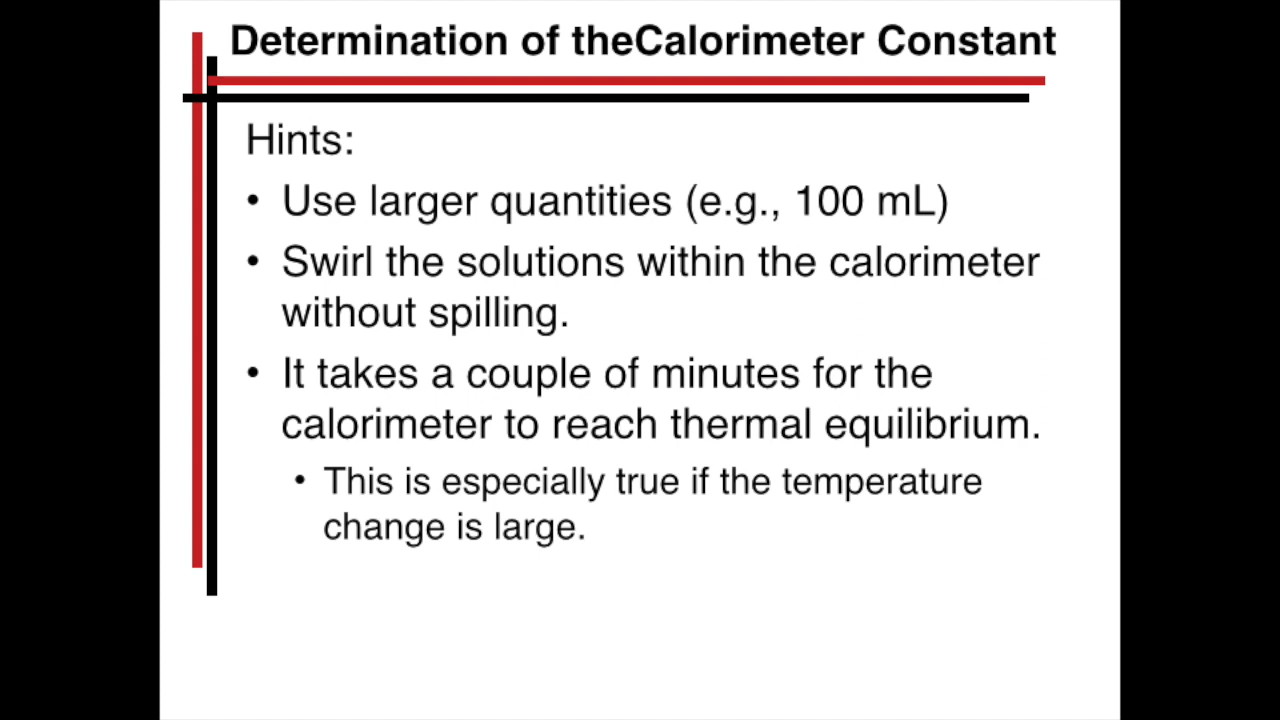 Determination of theCalorimeter Constant
Hints:
• Use larger quantities (e.g., 100 mL)
• Swirl the solutions within the calorimeter
without spilling.
• It takes a couple of minutes for the
calorimeter to reach thermal equilibrium.
• This is especially true if the temperature
change is large.